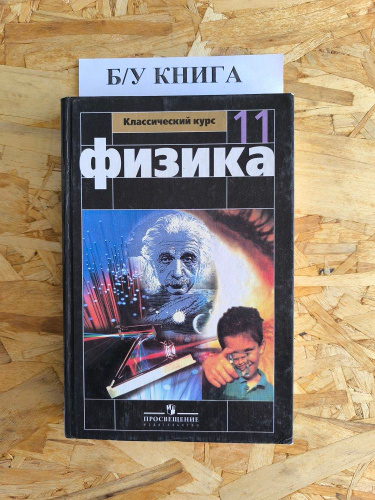 Б/У КНИГА
Классический курс
11
физика
ПРОСВЕЩЕНИЕ
ИЗДАТЕЛЬСТВО